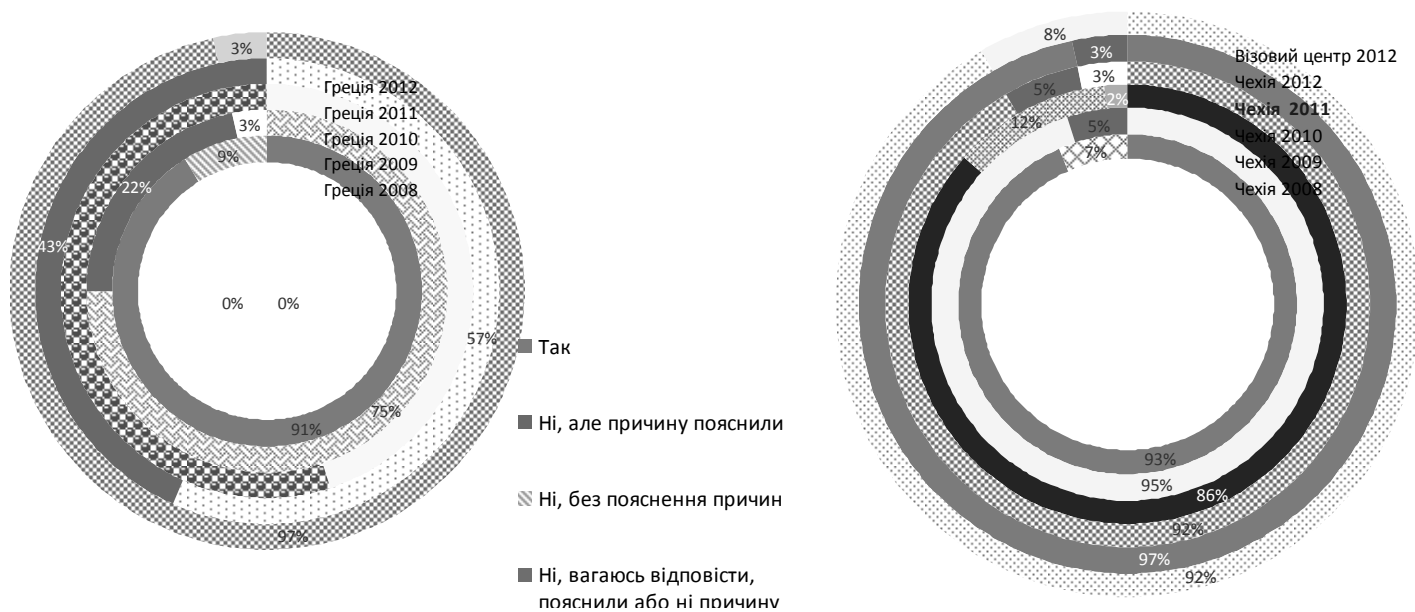 3%
Греція 2012
Греція 2011
Греція 2010
3%
Греція 2009
9%
Греція 2008
22%
43%
0%
0%
57%
75%
91%
97%
Так
Ні, але причину пояснили
Ні, без пояснення причин
Ні, вагаюсь відповісти,
пояснили або ні причину
8%
3%
Візовий центр 2012
3%
Чехія 2012
5%
2%
Чехія 2011
12%
5%
Чехія 2010
7%
Чехія 2009
Чехія 2008
93%
95%
86%
92%
97%
92%